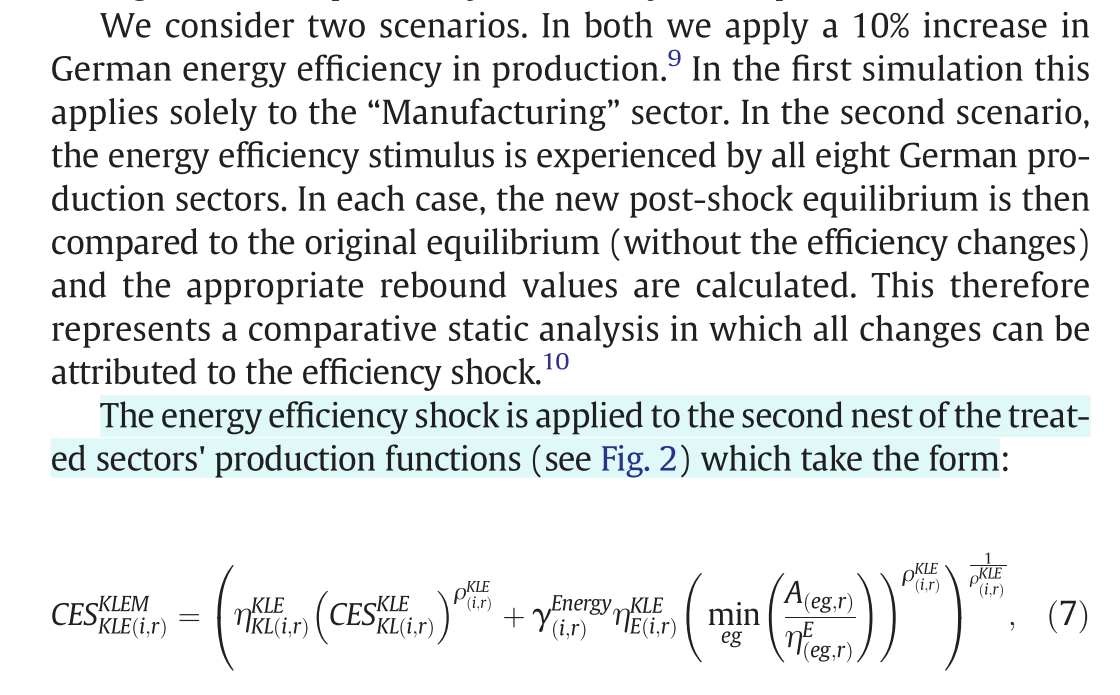 We consider two scenarios. In both we apply a 10% increase in
German energy efficiency in production.⁹ In the first simulation this
applies solely to the “Manufacturing” sector. In the second scenario,
the energy efficiency stimulus is experienced by all eight German pro-
duction sectors. In each case, the new post-shock equilibrium is then
compared to the original equilibrium (without the efficiency changes)
and the appropriate rebound values are calculated. This therefore
represents a comparative static analysis in which all changes can be
attributed to the efficiency shock.¹⁰
The energy efficiency shock is applied to the second nest of the treat-
ed sectors' production functions (see Fig. 2) which take the form:
$CES^{KLEM}_{KLE(i,r)} = \left( \eta^{KLE}_{KL(i,r)} \left( CES^{KLE}_{KL(i,r)} \right)^{\rho^{KLE}_{(i,r)}} + \gamma^{Energy}_{(i,r)} \eta^{KLE}_{E(i,r)} \left( \min_{eg} \left( \frac{A_{(eg,r)}}{\eta^{E}_{(eg,r)}} \right) \right)^{\rho^{KLE}_{(i,r)}} \right)^{\frac{1}{\rho^{KLE}_{(i,r)}}}, (7)$